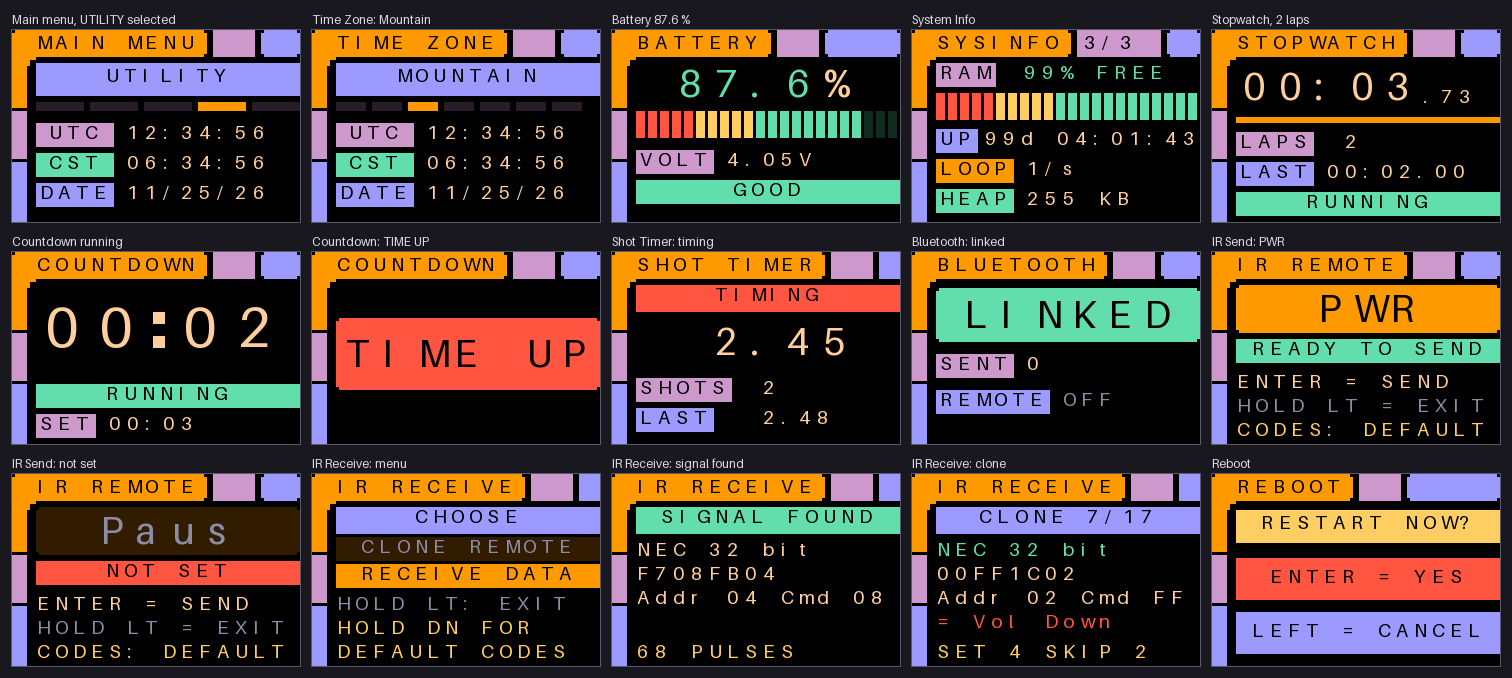 Main menu, UTILITY selected
MAIN MENU
UTILITY
UTC 12:34:56
CST 06:34:56
DATE 11/25/26
Time Zone: Mountain
TIME ZONE
MOUNTAIN
UTC 12:34:56
CST 06:34:56
DATE 11/25/26
Battery 87.6 %
BATTERY
87.6%
VOLT 4.05V
GOOD
System Info
SYSINFO 3/3
RAM 99% FREE
UP 99d 04:01:43
LOOP 1/s
HEAP 255 KB
Stopwatch, 2 laps
STOPWATCH
00:03.73
LAPS 2
LAST 00:02.00
RUNNING
Countdown running
COUNTDOWN
00:02
RUNNING
SET 00:03
Countdown: TIME UP
COUNTDOWN
TIME UP
Shot Timer: timing
SHOT TIMER
TIMING
2.45
SHOTS 2
LAST 2.48
Bluetooth: linked
BLUETOOTH
LINKED
SENT 0
REMOTE OFF
IR Send: PWR
IR REMOTE
PWR
READY TO SEND
ENTER = SEND
HOLD LT = EXIT
CODES: DEFAULT
IR Send: not set
IR REMOTE
Paus
NOT SET
ENTER = SEND
HOLD LT = EXIT
CODES: DEFAULT
IR Receive: menu
IR RECEIVE
CHOOSE
CLONE REMOTE
RECEIVE DATA
HOLD LT: EXIT
HOLD DN FOR
DEFAULT CODES
IR Receive: signal found
IR RECEIVE
SIGNAL FOUND
NEC 32 bit
F708FB04
Addr 04 Cmd 08
68 PULSES
IR Receive: clone
IR RECEIVE
CLONE 7/17
NEC 32 bit
00FF1C02
Addr 02 Cmd FF
= Vol Down
SET 4 SKIP 2
Reboot
REBOOT
RESTART NOW?
ENTER = YES
LEFT = CANCEL